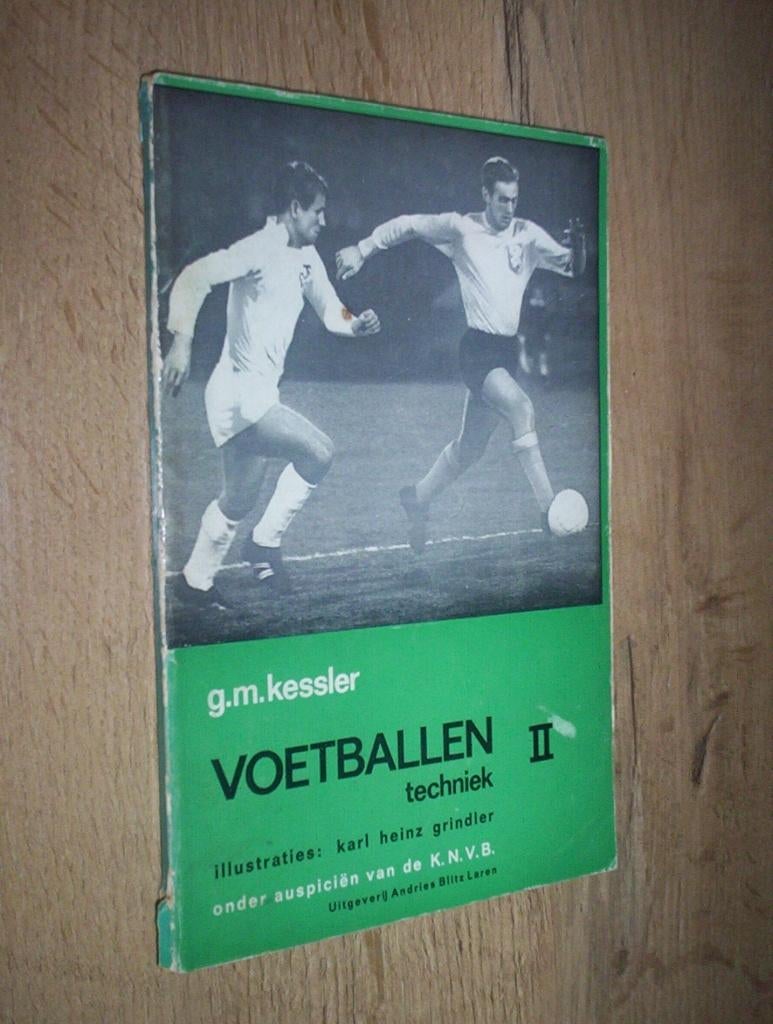 g.m.kessler
VOETBALLEN II
techniek
illustraties: karl heinz grindler
onder auspiciën van de K.N.V.B.
Uitgeverij Andries Blitz Laren